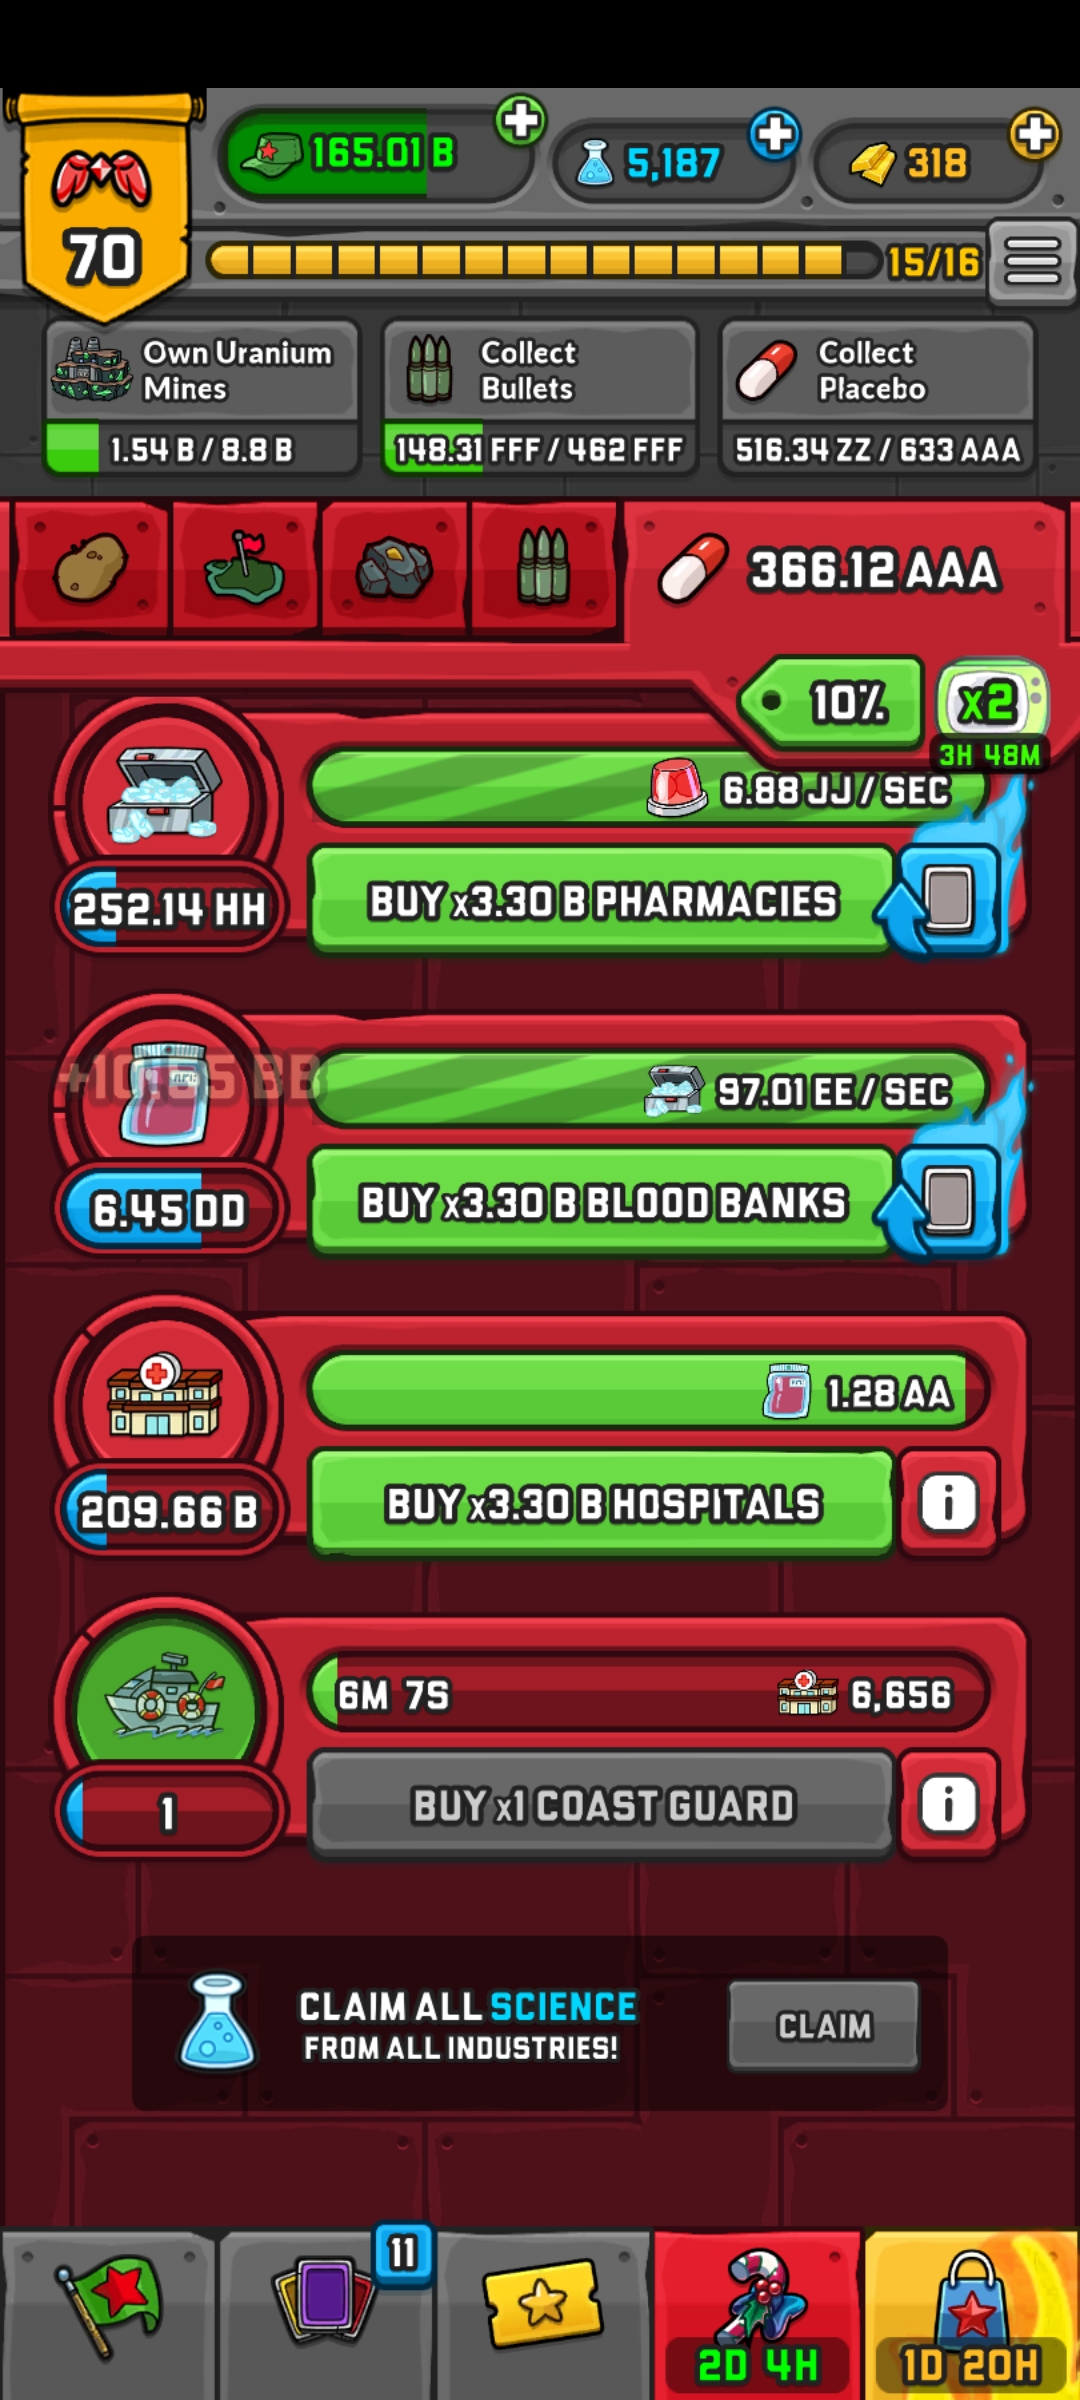 165.01 B
5,187
318
70
15/16
Own Uranium
Mines
1.54 B / 8.8 B
Collect
Bullets
148.31 FFF / 462 FFF
Collect
Placebo
516.34 ZZ / 633 AAA
366.12 AAA
10%
x2
3H 48M
6.88 JJ / SEC
252.14 HH
BUY x3.30 B PHARMACIES
97.01 EE / SEC
6.45 DD
BUY x3.30 B BLOOD BANKS
1.28 AA
209.66 B
BUY x3.30 B HOSPITALS
i
6M 7S
6,656
1
BUY x1 COAST GUARD
i
CLAIM ALL SCIENCE
FROM ALL INDUSTRIES!
CLAIM
11
2D 4H
1D 20H